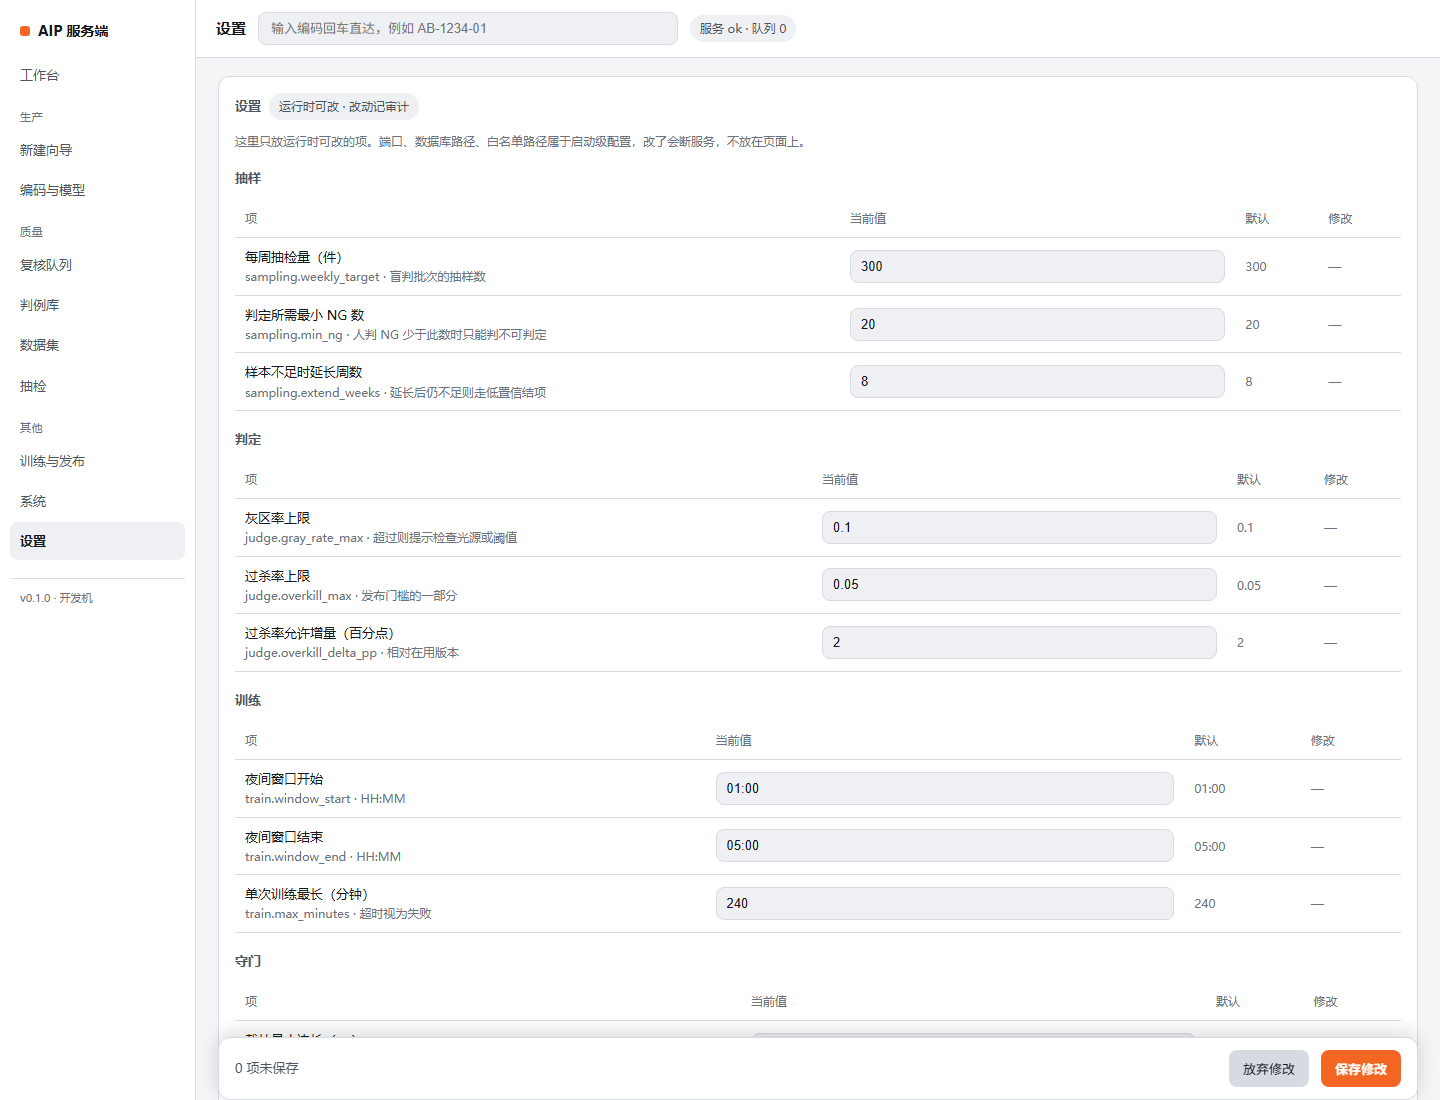 AIP 服务端
工作台
生产
新建向导
编码与模型
质量
复核队列
判例库
数据集
抽检
其他
训练与发布
系统
设置
v0.1.0 · 开发机
设置
输入编码回车直达，例如 AB-1234-01
服务 ok · 队列 0
设置 运行时可改 · 改动记审计
这里只放运行时可改的项。端口、数据库路径、白名单路径属于启动级配置，改了会断服务，不放在页面上。
抽样
项 当前值 默认 修改
每周抽检量（件） 300 300 —
sampling.weekly_target · 盲判批次的抽样数
判定所需最小 NG 数 20 20 —
sampling.min_ng · 人判 NG 少于此数时只能判不可判定
样本不足时延长周数 8 8 —
sampling.extend_weeks · 延长后仍不足则走低置信结项
判定
项 当前值 默认 修改
灰区率上限 0.1 0.1 —
judge.gray_rate_max · 超过则提示检查光源或阈值
过杀率上限 0.05 0.05 —
judge.overkill_max · 发布门槛的一部分
过杀率允许增量（百分点） 2 2 —
judge.overkill_delta_pp · 相对在用版本
训练
项 当前值 默认 修改
夜间窗口开始 01:00 01:00 —
train.window_start · HH:MM
夜间窗口结束 05:00 05:00 —
train.window_end · HH:MM
单次训练最长（分钟） 240 240 —
train.max_minutes · 超时视为失败
守门
项 当前值 默认 修改
0 项未保存
放弃修改
保存修改